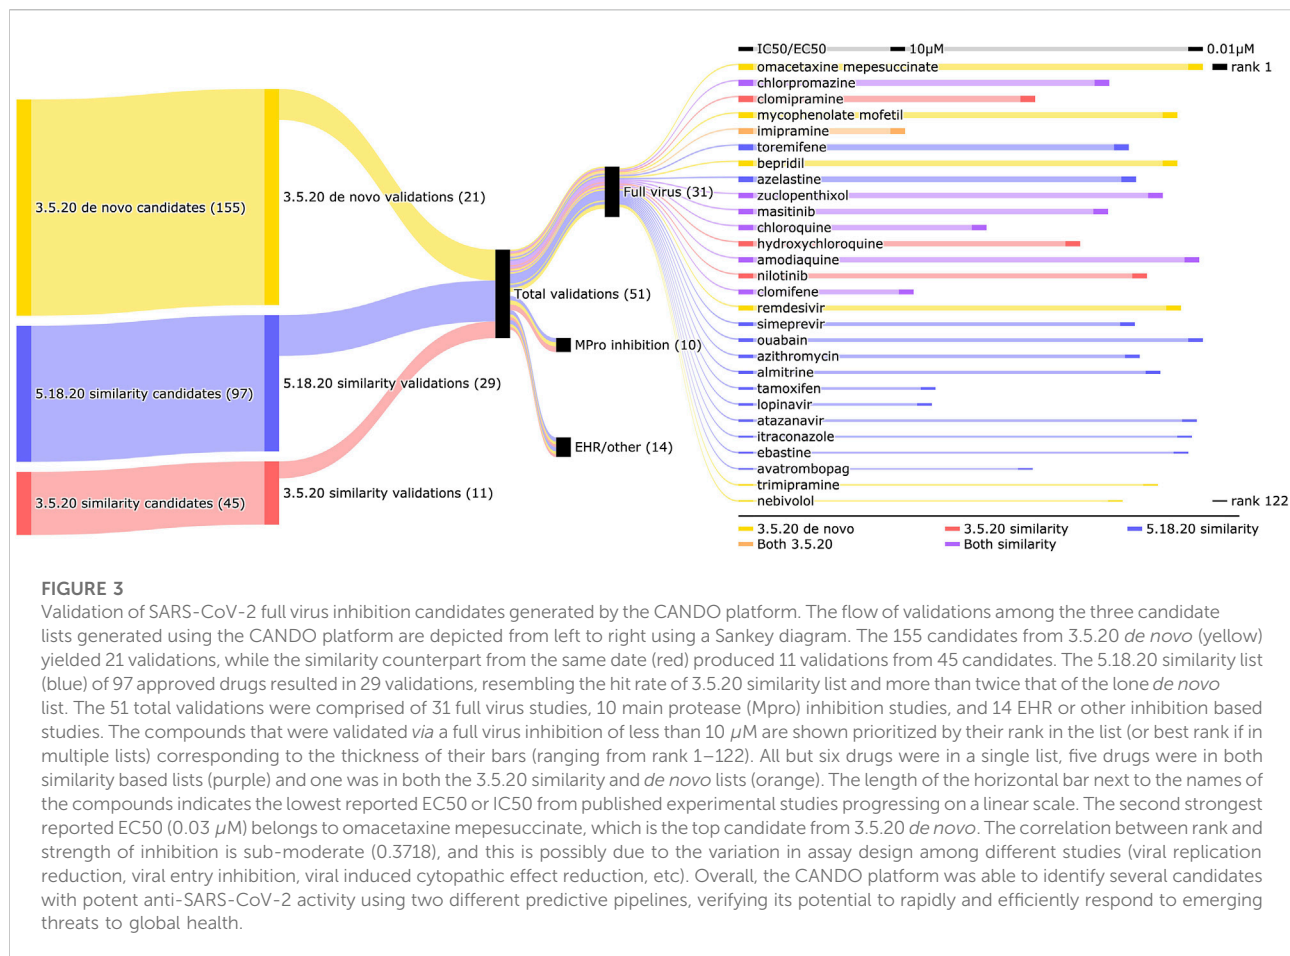 3.5.20 de novo candidates (155)
5.18.20 similarity candidates (97)
3.5.20 similarity candidates (45)
3.5.20 de novo validations (21)
5.18.20 similarity validations (29)
3.5.20 similarity validations (11)
Total validations (51)
Full virus (31)
MPro inhibition (10)
EHR/other (14)
IC50/EC50 10μM 0.01μM
omacetaxine mepesuccinate rank 1
chlorpromazine
clomipramine
mycophenolate mofetil
imipramine
toremifene
bepridil
azelastine
zuclopenthixol
masitinib
chloroquine
hydroxychloroquine
amodiaquine
nilotinib
clomifene
remdesivir
simeprevir
ouabain
azithromycin
almitrine
tamoxifen
lopinavir
atazanavir
itraconazole
ebastine
avatrombopag
trimipramine
nebivolol rank 122
3.5.20 de novo 3.5.20 similarity 5.18.20 similarity
Both 3.5.20 Both similarity
FIGURE 3
Validation of SARS-CoV-2 full virus inhibition candidates generated by the CANDO platform. The flow of validations among the three candidate
lists generated using the CANDO platform are depicted from left to right using a Sankey diagram. The 155 candidates from 3.5.20 de novo (yellow)
yielded 21 validations, while the similarity counterpart from the same date (red) produced 11 validations from 45 candidates. The 5.18.20 similarity list
(blue) of 97 approved drugs resulted in 29 validations, resembling the hit rate of 3.5.20 similarity list and more than twice that of the lone de novo
list. The 51 total validations were comprised of 31 full virus studies, 10 main protease (Mpro) inhibition studies, and 14 EHR or other inhibition based
studies. The compounds that were validated via a full virus inhibition of less than 10 μM are shown prioritized by their rank in the list (or best rank if in
multiple lists) corresponding to the thickness of their bars (ranging from rank 1–122). All but six drugs were in a single list, five drugs were in both
similarity based lists (purple) and one was in both the 3.5.20 similarity and de novo lists (orange). The length of the horizontal bar next to the names of
the compounds indicates the lowest reported EC50 or IC50 from published experimental studies progressing on a linear scale. The second strongest
reported EC50 (0.03 μM) belongs to omacetaxine mepesuccinate, which is the top candidate from 3.5.20 de novo. The correlation between rank and
strength of inhibition is sub-moderate (0.3718), and this is possibly due to the variation in assay design among different studies (viral replication
reduction, viral entry inhibition, viral induced cytopathic effect reduction, etc). Overall, the CANDO platform was able to identify several candidates
with potent anti-SARS-CoV-2 activity using two different predictive pipelines, verifying its potential to rapidly and efficiently respond to emerging
threats to global health.